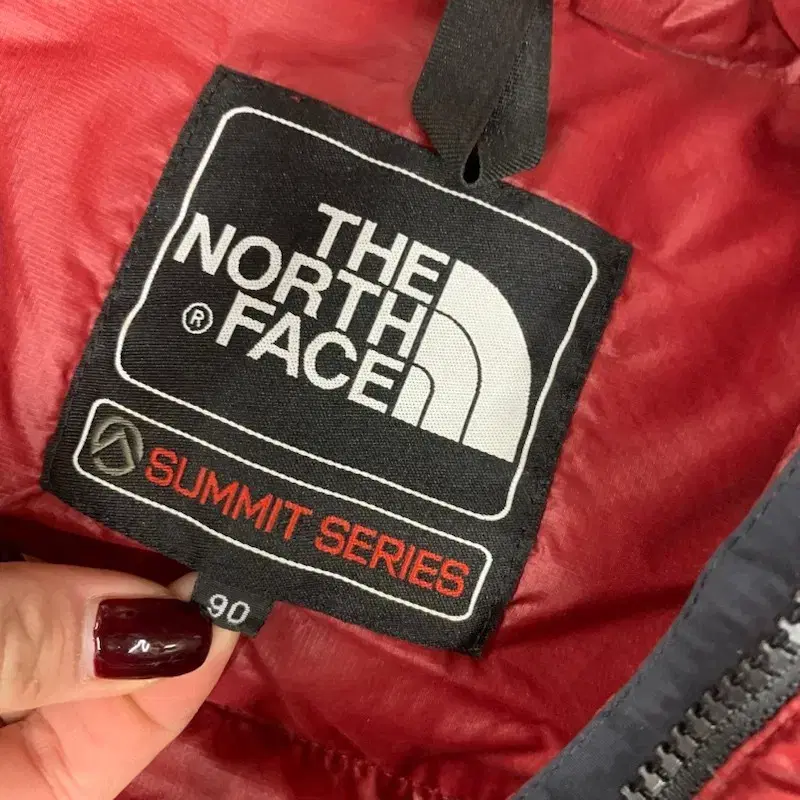 THE
NORTH
® FACE
SUMMIT SERIES
90